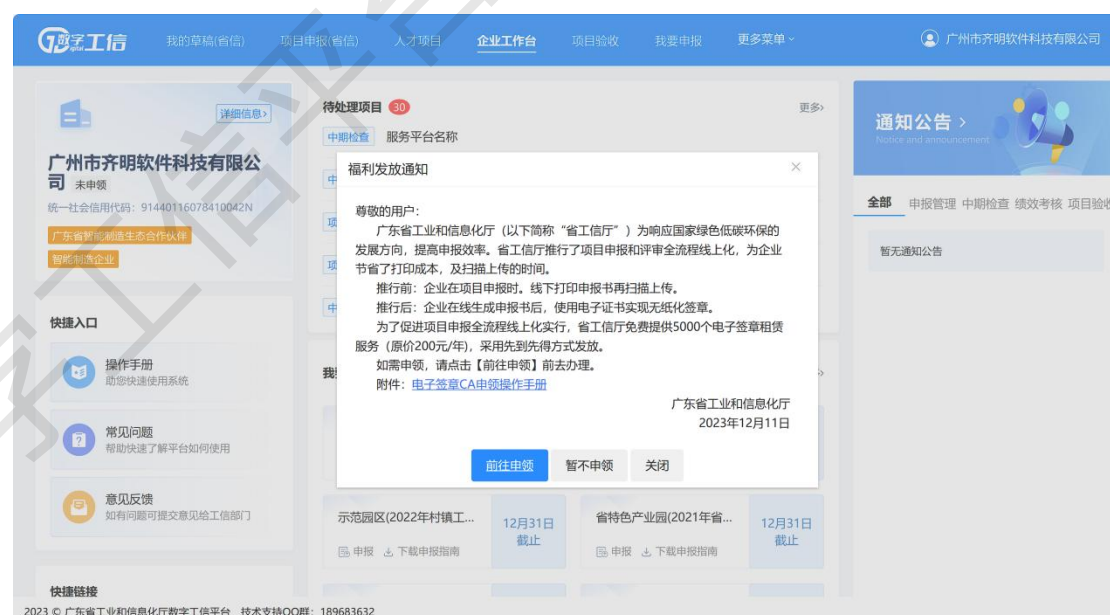 数字工信
我的草稿(省信)
项目申报(省信)
人才项目
企业工作台
项目验收
我要申报
更多菜单
广州市齐明软件科技有限公司
详细信息>
广州市齐明软件科技有限公
司 未申领
统一社会信用代码：91440116078410042N
广东省智能制造生态合作伙伴
智能制造企业
快捷入口
操作手册
助您快速使用系统
常见问题
帮助快速了解平台如何使用
意见反馈
如有问题可提交意见给工信部门
快捷链接
待处理项目 30
更多>
中期检查 服务平台名称
福利发放通知
尊敬的用户：
广东省工业和信息化厅（以下简称“省工信厅”）为响应国家绿色低碳环保的
发展方向，提高申报效率。省工信厅推行了项目申报和评审全流程线上化，为企业
节省了打印成本，及扫描上传的时间。
推行前：企业在项目申报时。线下打印申报书再扫描上传。
推行后：企业在线生成申报书后，使用电子证书实现无纸化签章。
为了促进项目申报全流程线上化实行，省工信厅免费提供5000个电子签章租赁
服务（原价200元/年），采用先到先得方式发放。
如需申领，请点击【前往申领】前去办理。
附件：电子签章CA申领操作手册
广东省工业和信息化厅
2023年12月11日
前往申领
暂不申领
关闭
示范园区(2022年村镇工...
12月31日
截止
申报 下载申报指南
省特色产业园(2021年省...
12月31日
截止
申报 下载申报指南
通知公告 >
Notice and announcement
全部 申报管理 中期检查 绩效考核 项目验收
暂无通知公告
2023 © 广东省工业和信息化厅数字工信平台 技术支持QQ群：189683632